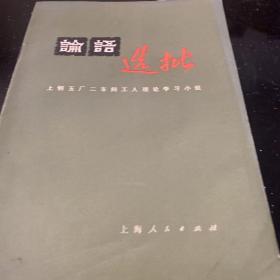 論語
选批
上钢五厂二车间工人理论学习小组
上海人民出版社